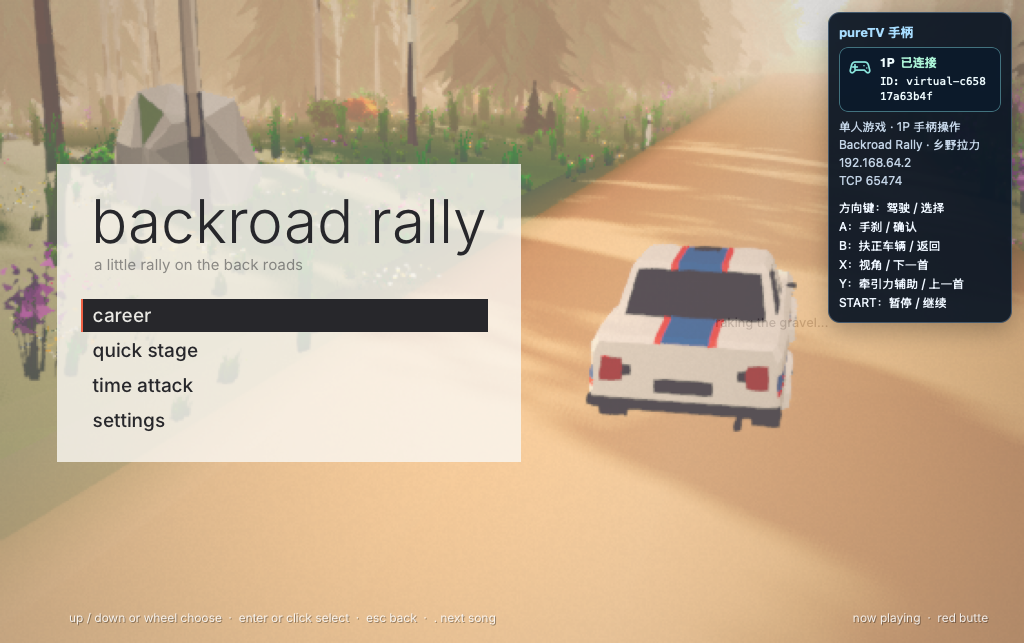 backroad rally
a little rally on the back roads
career
quick stage
time attack
settings
raking the gravel...
up / down or wheel choose · enter or click select · esc back · . next song
now playing · red butte
pureTV 手柄
1P 已连接
ID: virtual-c658
17a63b4f
单人游戏 · 1P 手柄操作
Backroad Rally · 乡野拉力
192.168.64.2
TCP 65474
方向键：驾驶 / 选择
A：手刹 / 确认
B：扶正车辆 / 返回
X：视角 / 下一首
Y：牵引力辅助 / 上一首
START：暂停 / 继续